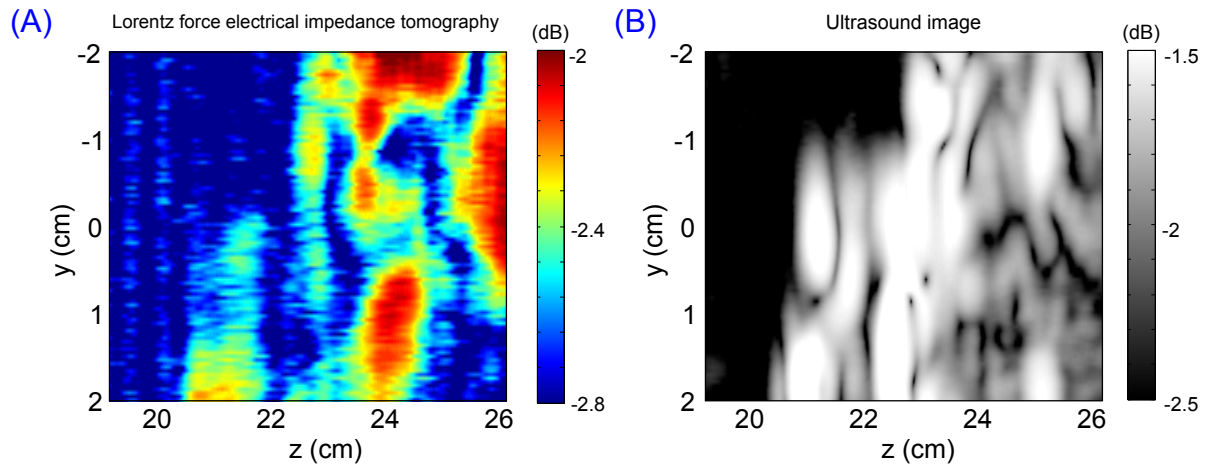 (A)
Lorentz force electrical impedance tomography
(dB)
-2
-1
0
1
2
y (cm)
20
22
24
26
z (cm)
-2
-2.4
-2.8
(B)
Ultrasound image
(dB)
-2
-1
0
1
2
y (cm)
20
22
24
26
z (cm)
-1.5
-2
-2.5